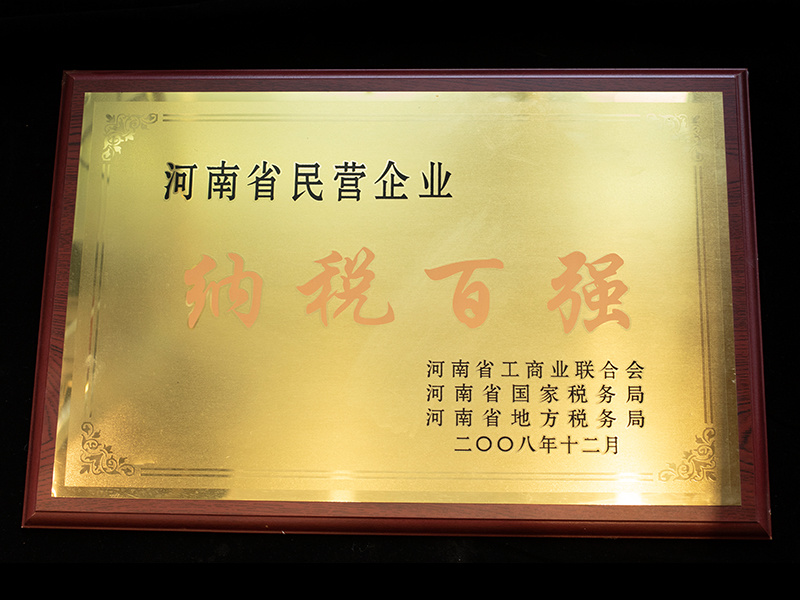 河南省民营企业
纳税百强
河南省工商业联合会
河南省国家税务局
河南省地方税务局
二〇〇八年十二月